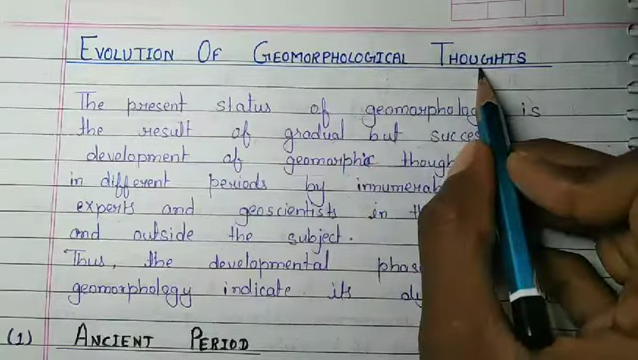 EVOLUTION OF GEOMORPHOLOGICAL THOUGHTS
The present status of geomorpholog is
the result of gradual but succes
development of geomorphic though
in different periods by innumerab
experts and geoscientists in th
and outside the subject.
Thus, the developmental phas
geomorphology indicate its dy
(1) ANCIENT PERIOD